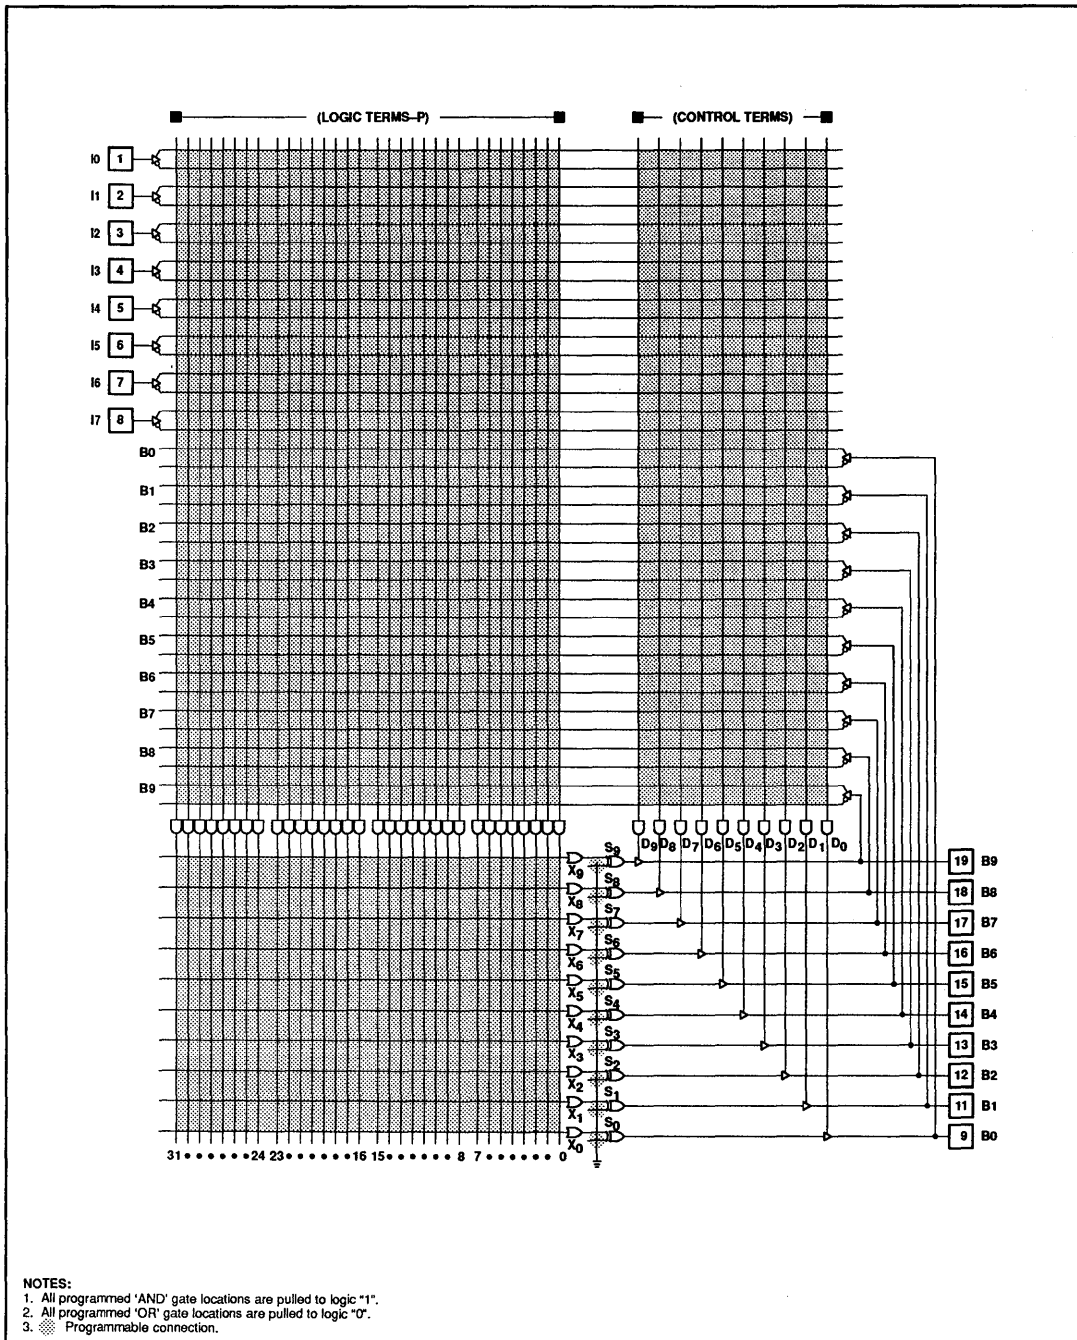 (LOGIC TERMS–P) (CONTROL TERMS)
I0 1
I1 2
I2 3
I3 4
I4 5
I5 6
I6 7
I7 8
B0
B1
B2
B3
B4
B5
B6
B7
B8
B9
D9 D8 D7 D6 D5 D4 D3 D2 D1 D0
S9
X9
19 B9
S8
X8
18 B8
S7
X7
17 B7
S6
X6
16 B6
S5
X5
15 B5
S4
X4
14 B4
S3
X3
13 B3
S2
X2
12 B2
S1
X1
11 B1
S0
X0
9 B0
31 24 23 16 15 8 7 0
NOTES:
1. All programmed 'AND' gate locations are pulled to logic "1".
2. All programmed 'OR' gate locations are pulled to logic "0".
3. Programmable connection.